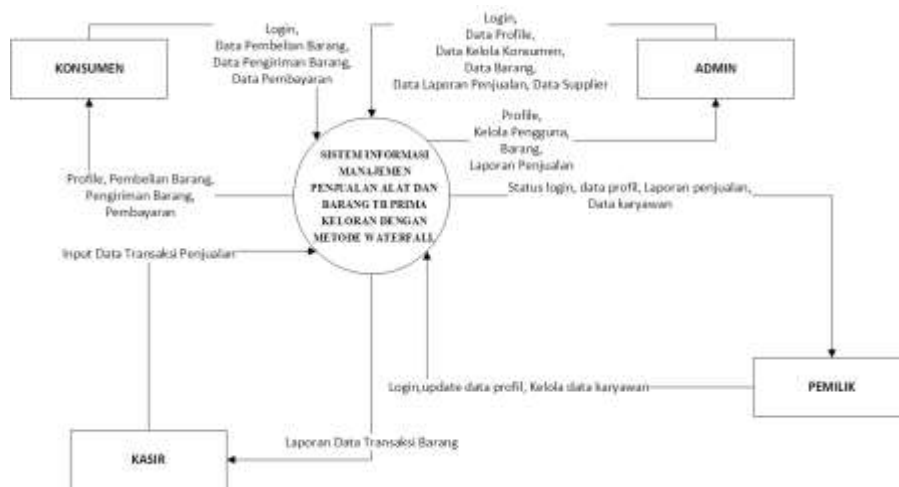 KONSUMEN
Login,
Data Pembelian Barang,
Data Pengiriman Barang,
Data Pembayaran
Login,
Data Profile,
Data Kelola Konsumen,
Data Barang,
Data Laporan Penjualan, Data Supplier
ADMIN
Profile,
Kelola Pengguna,
Barang,
Laporan Penjualan
SISTEM INFORMASI
MANAJEMEN
PENJUALAN ALAT DAN
BARANG TB PRIMA
KELORAN DENGAN
METODE WATERFALL
Profile, Pembelian Barang,
Pengiriman Barang,
Pembayaran
Status login, data profil, Laporan penjualan,
Data karyawan
Input Data Transaksi Penjualan
Login,update data profil, Kelola data karyawan
PEMILIK
Laporan Data Transaksi Barang
KASIR